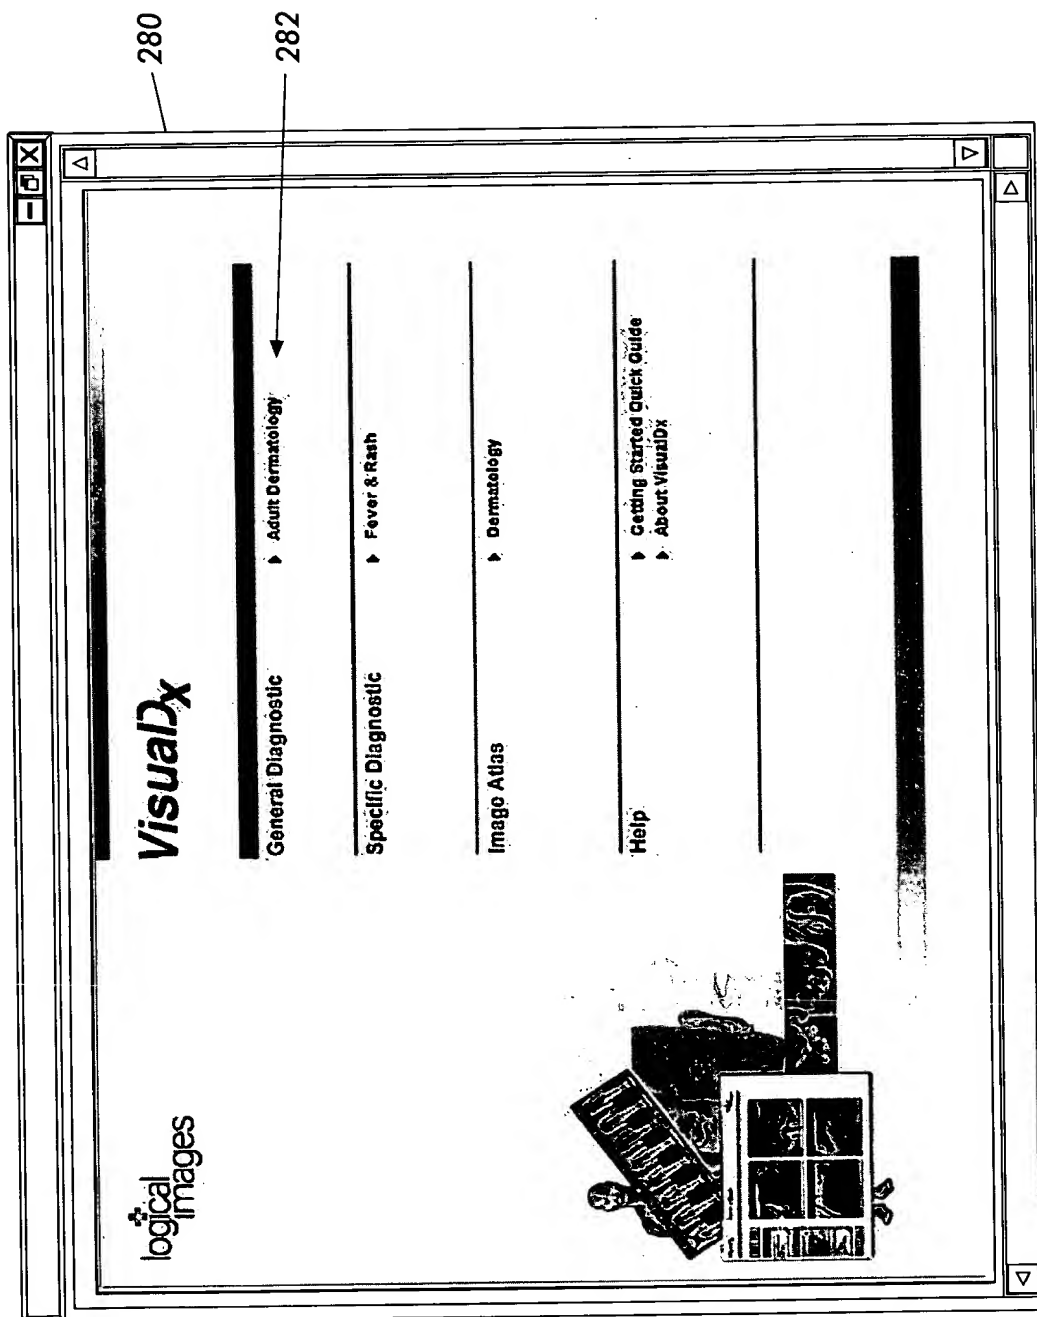 280
282
logical
images
VisualDx
General Diagnostic
Adult Dermatology
Specific Diagnostic
Fever & Rash
Imago Atlas
Dermatology
Help
Getting Started Quick Guide
About VisualDx